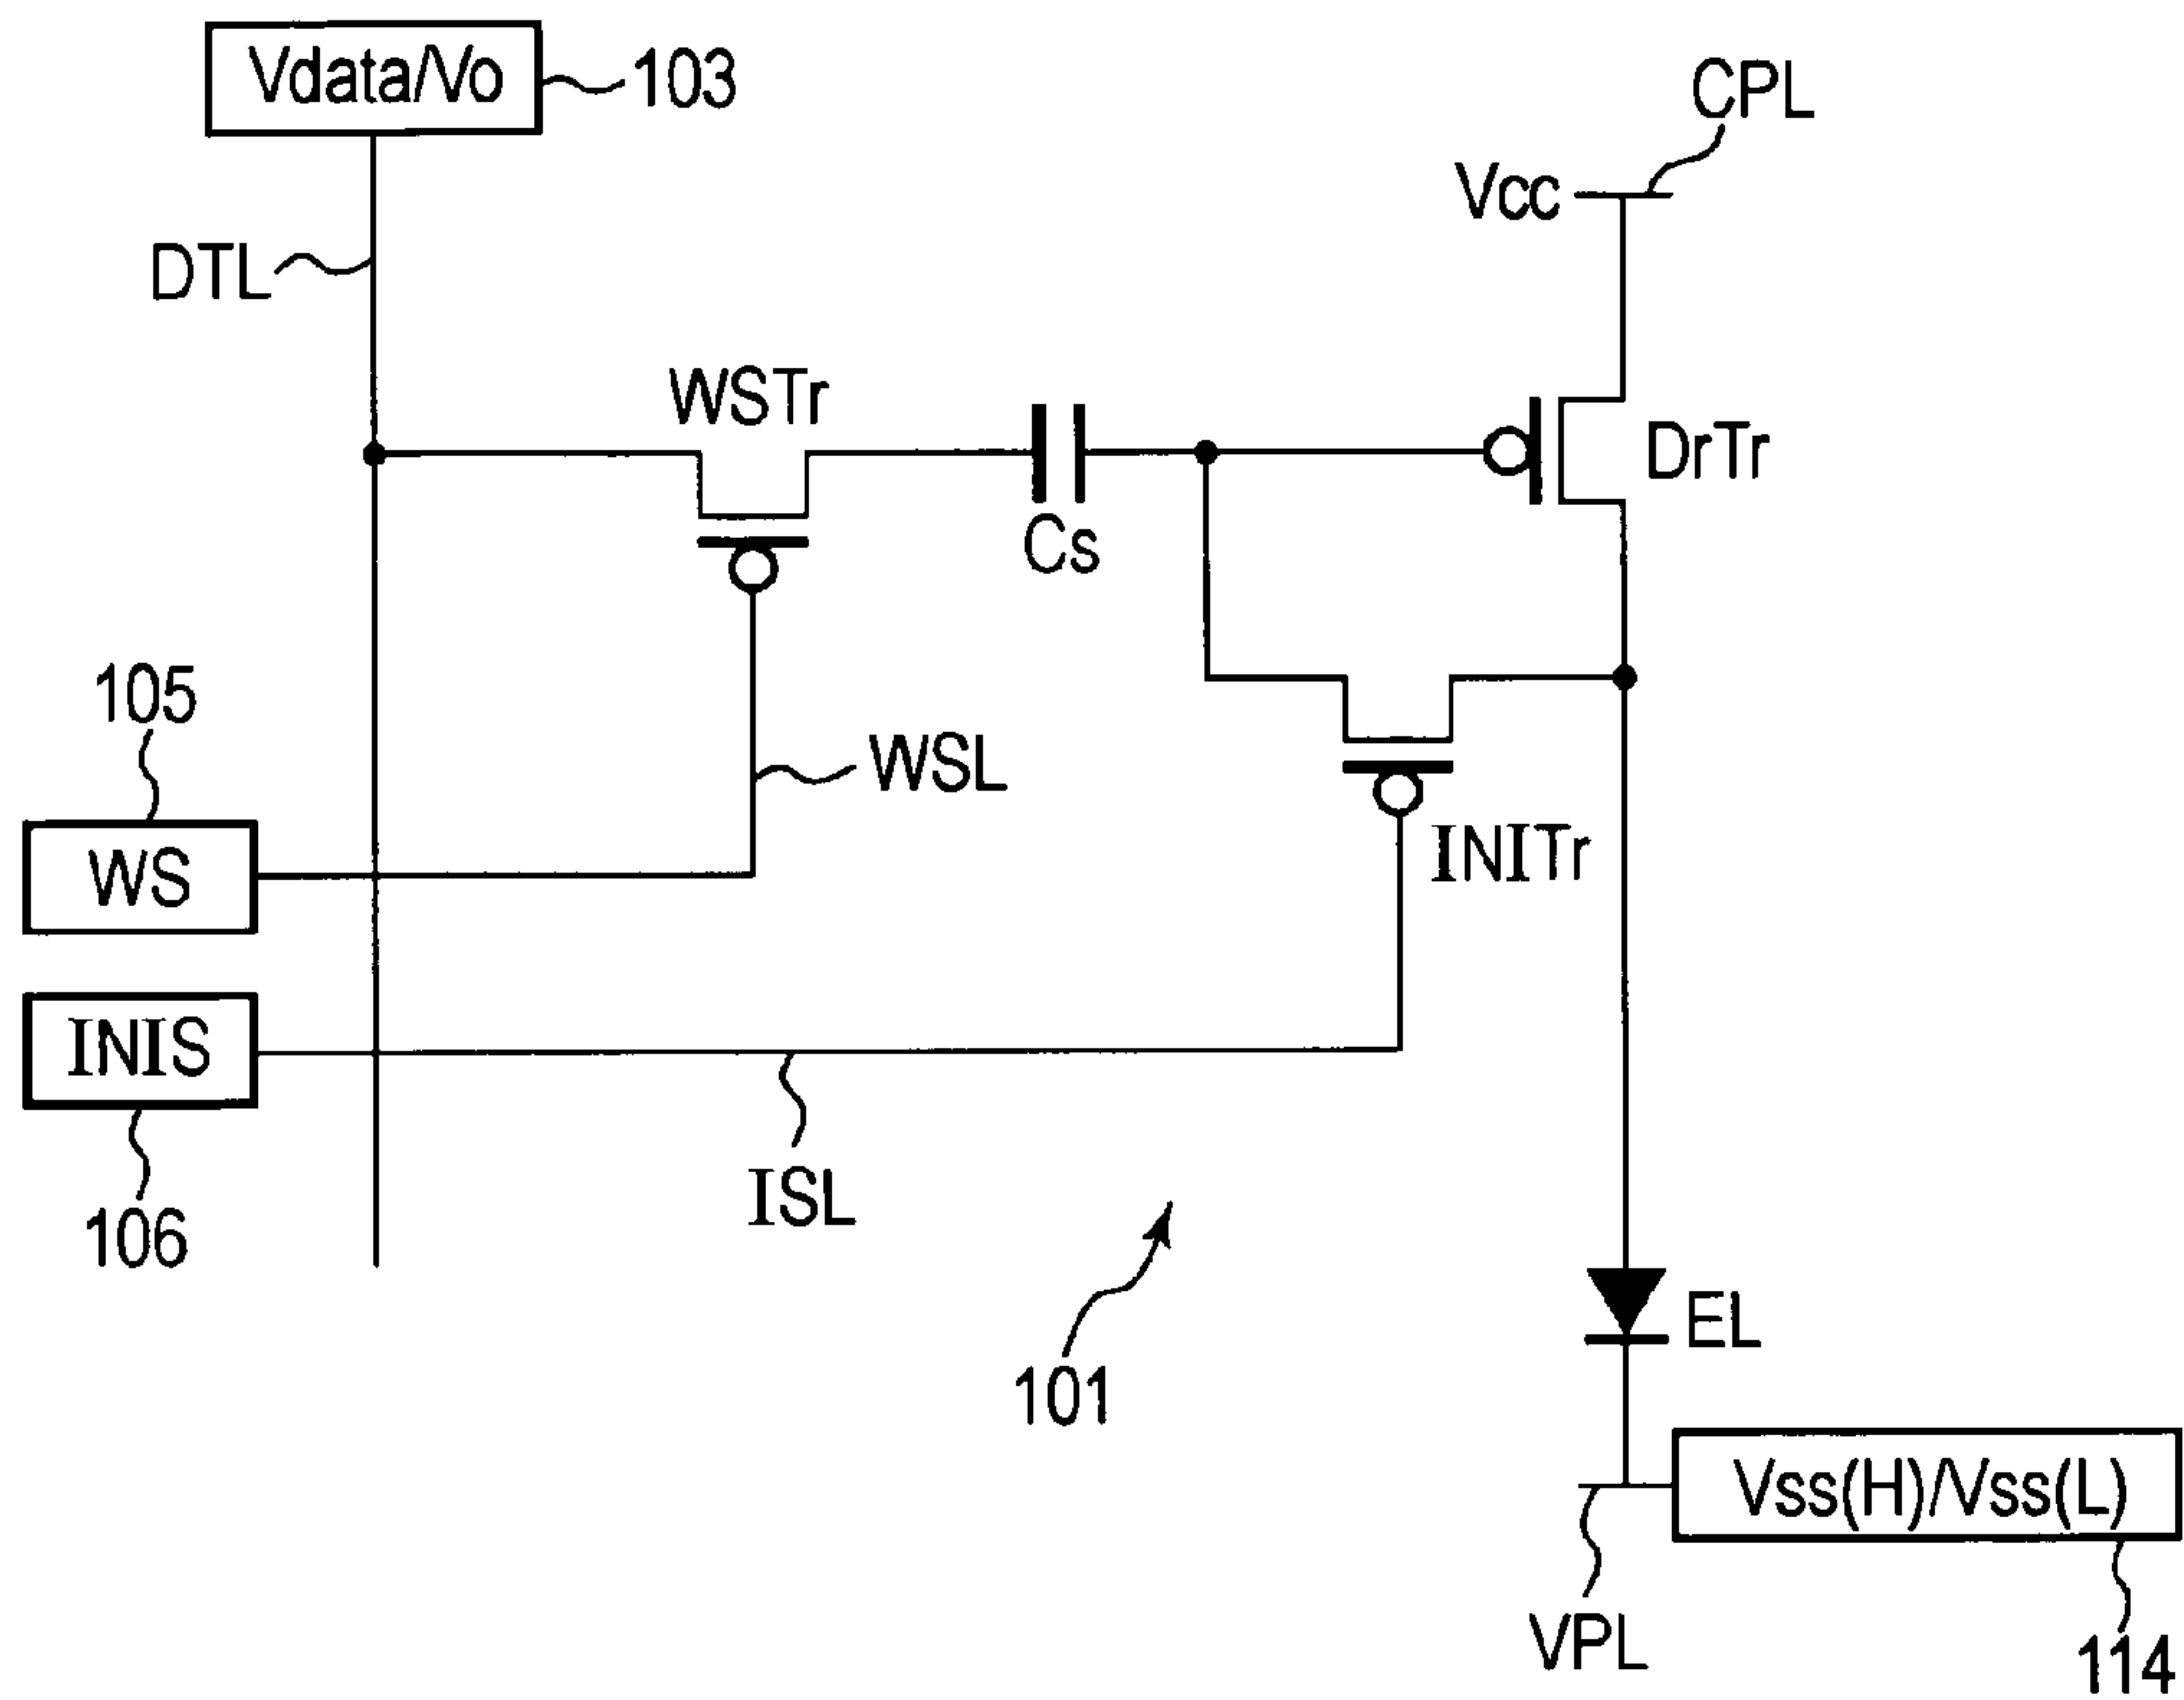 Vdata/Vo
103
CPL
Vcc
DTL
WSTr
DrTr
Cs
105
WSL
WS
INITr
INIS
ISL
106
EL
101
Vss(H)/Vss(L)
VPL
114